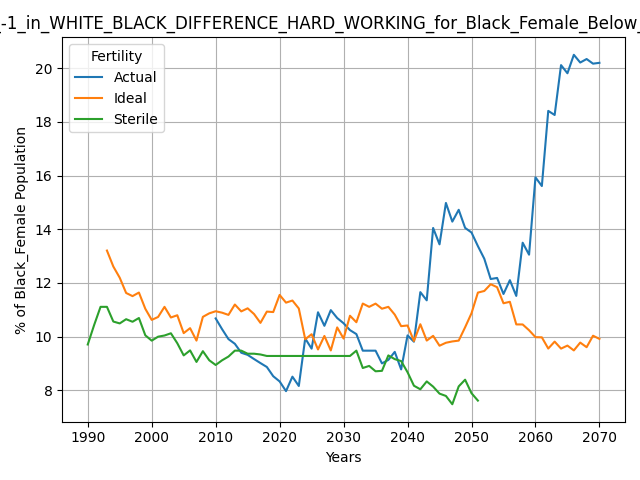 _-1_in_WHITE_BLACK_DIFFERENCE_HARD_WORKING_for_Black_Female_Below_
Fertility
Actual
Ideal
Sterile
% of Black_Female Population
20
18
16
14
12
10
8
1990 2000 2010 2020 2030 2040 2050 2060 2070
Years